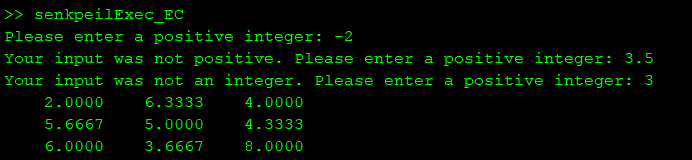 >> senkpeilExec_EC
Please enter a positive integer: -2
Your input was not positive. Please enter a positive integer: 3.5
Your input was not an integer. Please enter a positive integer: 3
    2.0000    6.3333    4.0000
    5.6667    5.0000    4.3333
    6.0000    3.6667    8.0000